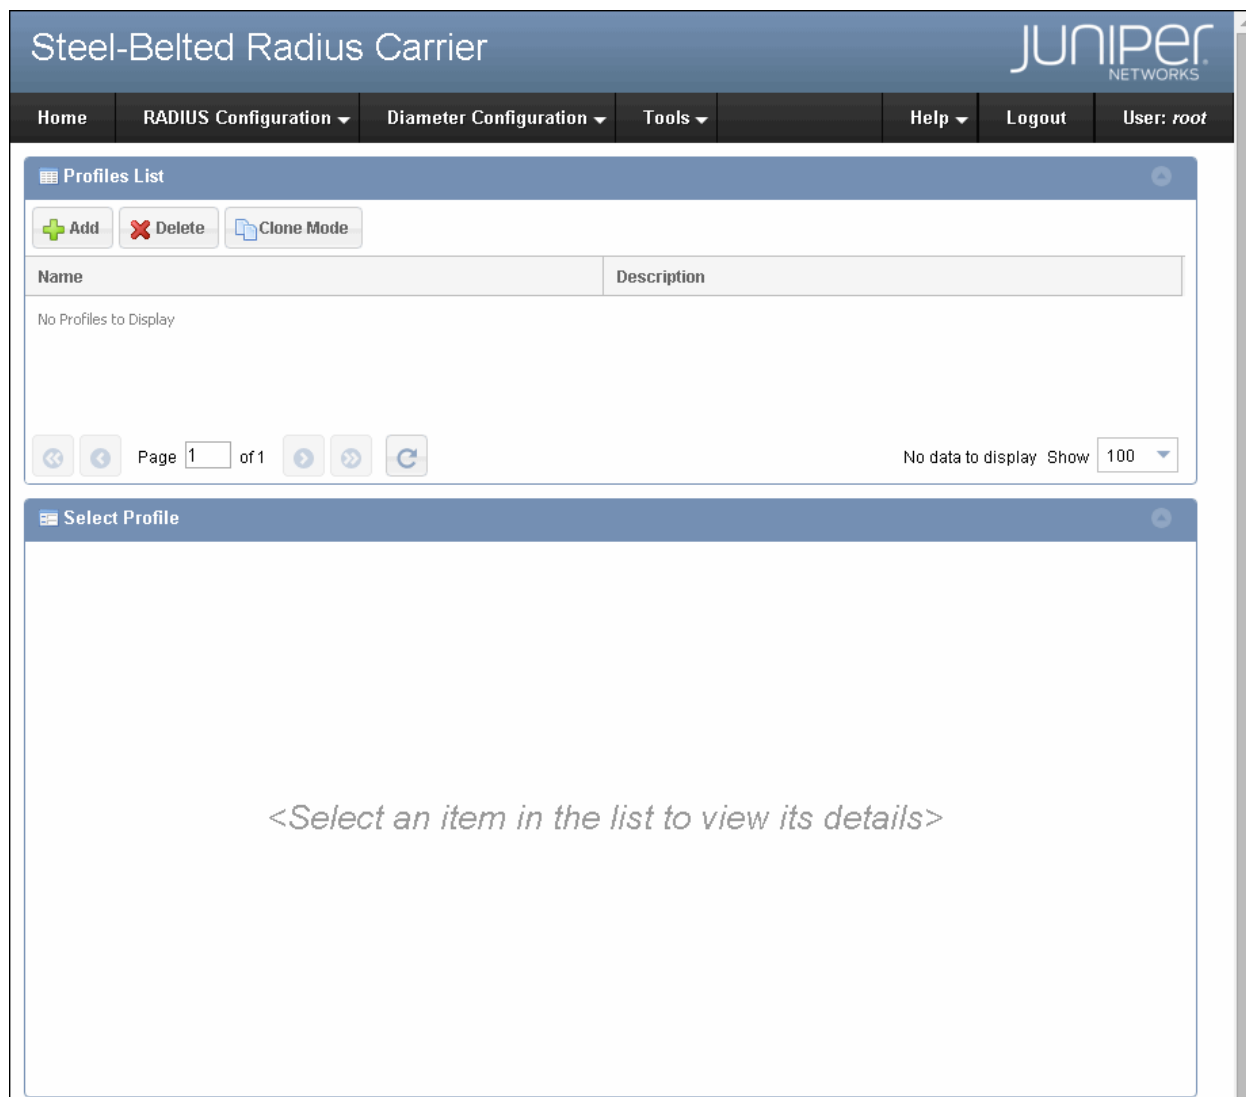 Steel-Belted Radius Carrier
JUNIPER
NETWORKS
Home RADIUS Configuration Diameter Configuration Tools Help Logout User: root
Profiles List
Add Delete Clone Mode
Name Description
No Profiles to Display
Page 1 of 1 No data to display Show 100
Select Profile
<Select an item in the list to view its details>